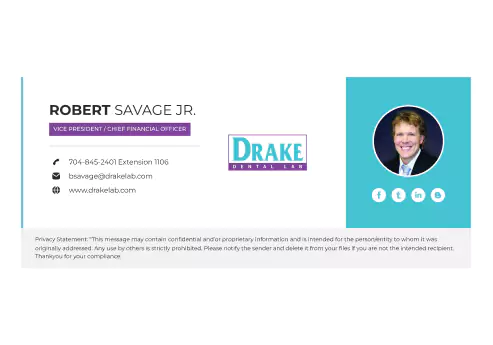 ROBERT SAVAGE JR.
VICE PRESIDENT / CHIEF FINANCIAL OFFICER
704-845-2401 Extension 1106
bsavage@drakelab.com
www.drakelab.com
DRAKE
DENTAL LAB
Privacy Statement: "This message may contain confidential and/or proprietary information and is intended for the person/entity to whom it was
originally addressed. Any use by others is strictly prohibited. Please notify the sender and delete it from your files if you are not the intended recipient.
Thankyou for your compliance.